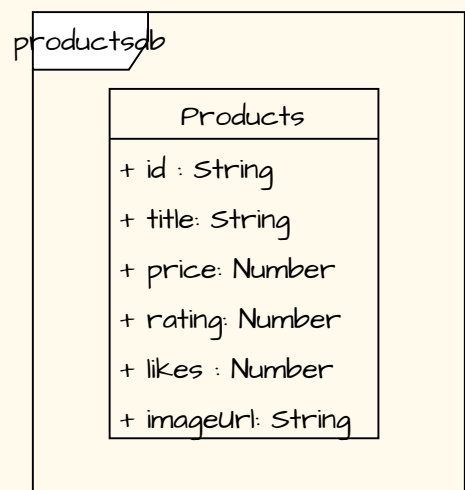 productsdb
Products
+ id : String
+ title: String
+ price: Number
+ rating: Number
+ likes : Number
+ imageUrl: String